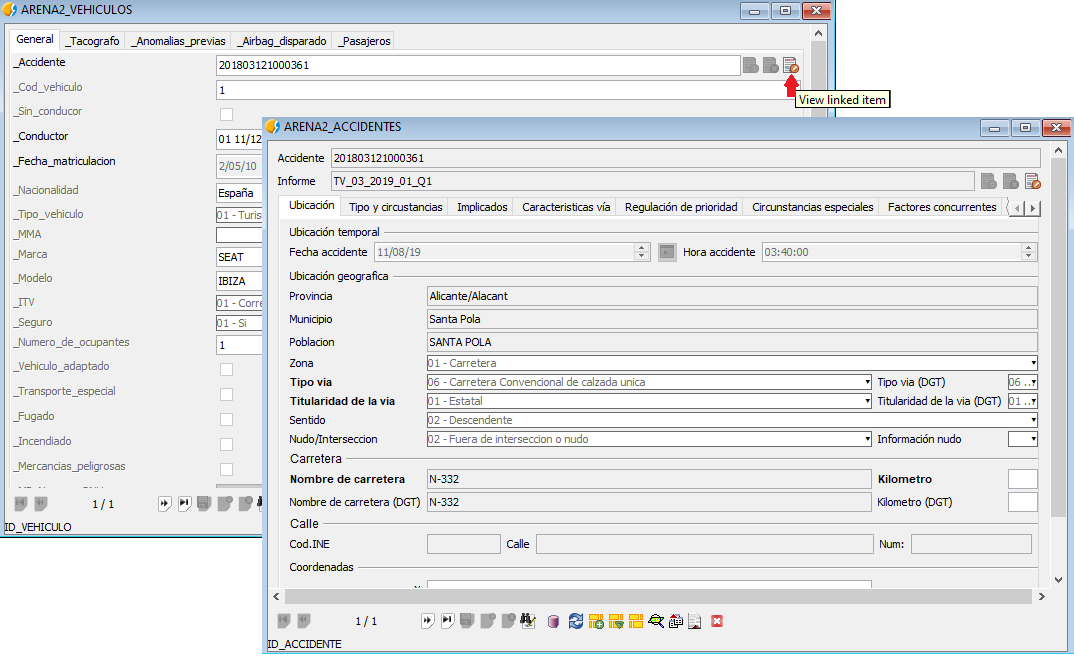 ARENA2_VEHICULOS
General _Tacografo _Anomalias_previas _Airbag_disparado _Pasajeros
_Accidente 201803121000361
_Cod_vehiculo 1
View linked item
_Sin_conductor
_Conductor 01 11/12
_Fecha_matriculacion 2/05/10
_Nacionalidad España
_Tipo_vehiculo 01 - Turis
_MMA
_Marca SEAT
_Modelo IBIZA
_ITV 01 - Corre
_Seguro 01 - Si
_Numero_de_ocupantes 1
_Vehiculo_adaptado
_Transporte_especial
_Fugado
_Incendiado
_Mercancias_peligrosas
1 / 1
ID_VEHICULO
ARENA2_ACCIDENTES
Accidente 201803121000361
Informe TV_03_2019_01_Q1
Ubicación Tipo y circustancias Implicados Caracteristicas vía Regulación de prioridad Circunstancias especiales Factores concurrentes
Ubicación temporal
Fecha accidente 11/08/19 Hora accidente 03:40:00
Ubicación geografica
Provincia Alicante/Alacant
Municipio Santa Pola
Poblacion SANTA POLA
Zona 01 - Carretera
Tipo via 06 - Carretera Convencional de calzada unica Tipo via (DGT) 06 ..
Titularidad de la via 01 - Estatal Titularidad de la via (DGT) 01 ..
Sentido 02 - Descendente
Nudo/Interseccion 02 - Fuera de interseccion o nudo Información nudo
Carretera
Nombre de carretera N-332 Kilometro
Nombre de carretera (DGT) N-332 Kilometro (DGT)
Calle
Cod.INE Calle Num:
Coordenadas
1 / 1
ID_ACCIDENTE